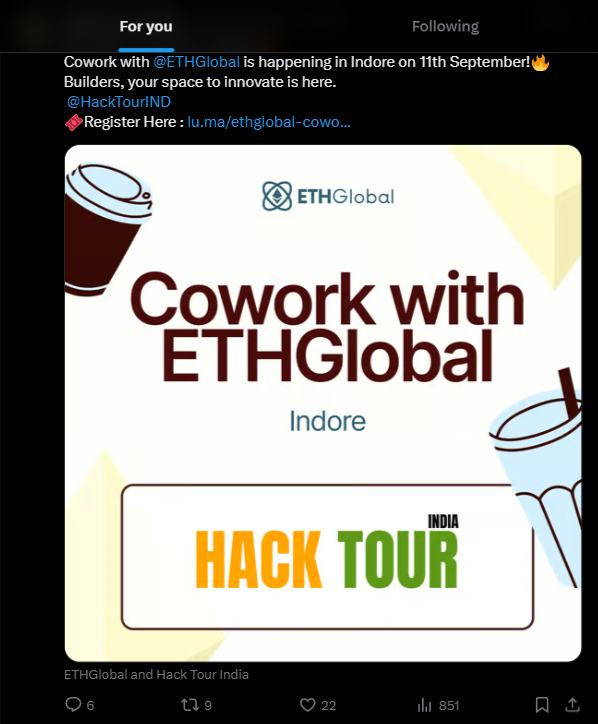 For you
Following
Cowork with @ETHGlobal is happening in Indore on 11th September!🔥
Builders, your space to innovate is here.
@HackTourIND
🎟️Register Here : lu.ma/ethglobal-cowo…
ETHGlobal
Cowork with
ETHGlobal
Indore
INDIA
HACK TOUR
ETHGlobal and Hack Tour India
6
9
22
851